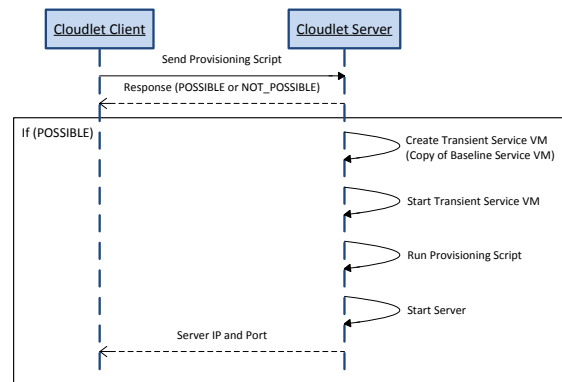 Cloudlet Client
Cloudlet Server
Send Provisioning Script
Response (POSSIBLE or NOT_POSSIBLE)
If (POSSIBLE)
Create Transient Service VM
(Copy of Baseline Service VM)
Start Transient Service VM
Run Provisioning Script
Start Server
Server IP and Port